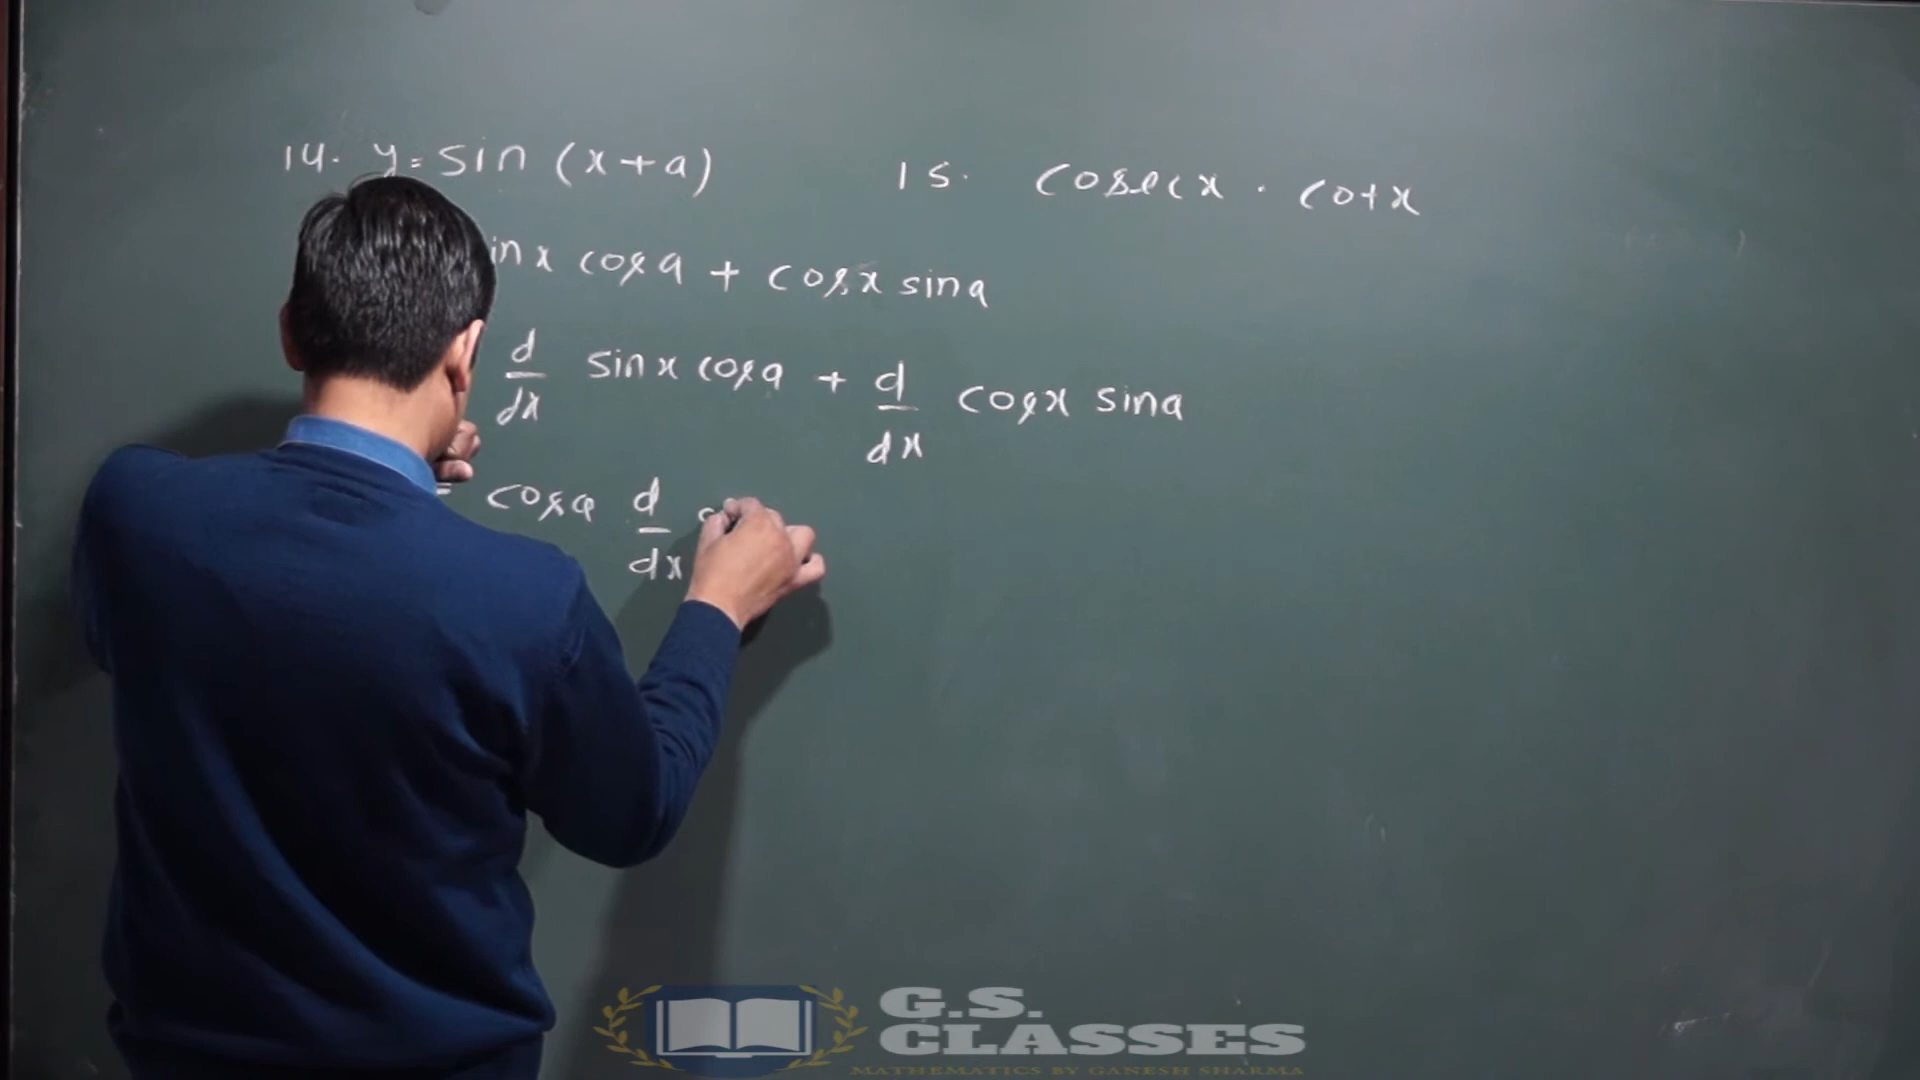 14. y = sin (x+a)
15. cosecx . cotx
inx cosa + cosx sina
d/dx sinx cosa + d/dx cosx sina
= cosa d/dx
G.S.
CLASSES
MATHEMATICS BY GANESH SHARMA